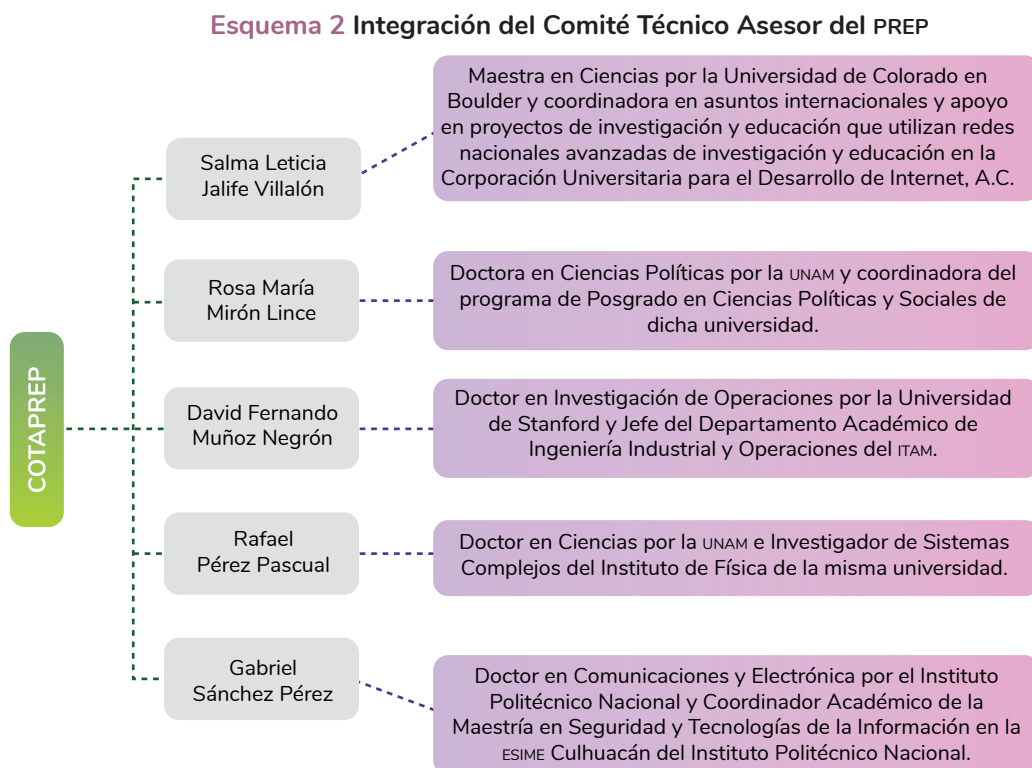 Esquema 2 Integración del Comité Técnico Asesor del PREP
COTAPREP
Salma Leticia
Jalife Villalón
Maestra en Ciencias por la Universidad de Colorado en
Boulder y coordinadora en asuntos internacionales y apoyo
en proyectos de investigación y educación que utilizan redes
nacionales avanzadas de investigación y educación en la
Corporación Universitaria para el Desarrollo de Internet, A.C.
Rosa María
Mirón Lince
Doctora en Ciencias Políticas por la UNAM y coordinadora del
programa de Posgrado en Ciencias Políticas y Sociales de
dicha universidad.
David Fernando
Muñoz Negrón
Doctor en Investigación de Operaciones por la Universidad
de Stanford y Jefe del Departamento Académico de
Ingeniería Industrial y Operaciones del ITAM.
Rafael
Pérez Pascual
Doctor en Ciencias por la UNAM e Investigador de Sistemas
Complejos del Instituto de Física de la misma universidad.
Gabriel
Sánchez Pérez
Doctor en Comunicaciones y Electrónica por el Instituto
Politécnico Nacional y Coordinador Académico de la
Maestría en Seguridad y Tecnologías de la Información en la
ESIME Culhuacán del Instituto Politécnico Nacional.